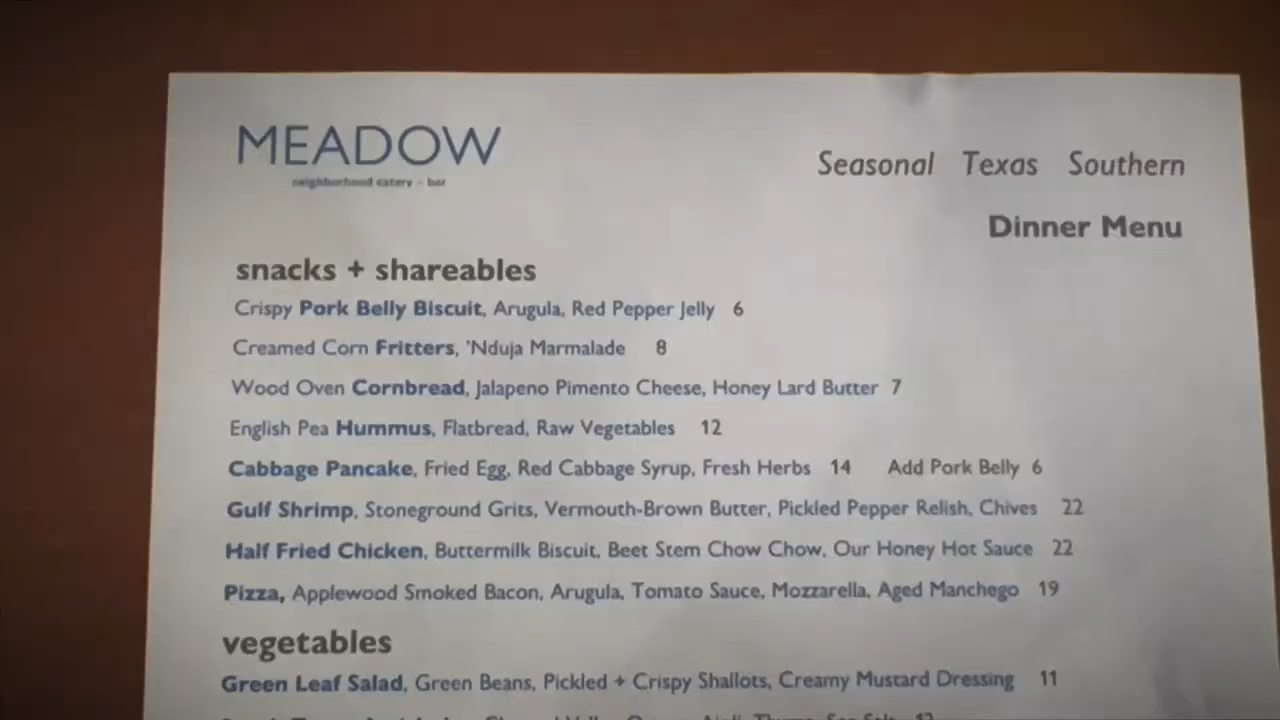 MEADOW
neighborhood eatery - bar
Seasonal Texas Southern
Dinner Menu
snacks + shareables
Crispy Pork Belly Biscuit, Arugula, Red Pepper Jelly 6
Creamed Corn Fritters, 'Nduja Marmalade 8
Wood Oven Cornbread, Jalapeno Pimento Cheese, Honey Lard Butter 7
English Pea Hummus, Flatbread, Raw Vegetables 12
Cabbage Pancake, Fried Egg, Red Cabbage Syrup, Fresh Herbs 14 Add Pork Belly 6
Gulf Shrimp, Stoneground Grits, Vermouth-Brown Butter, Pickled Pepper Relish, Chives 22
Half Fried Chicken, Buttermilk Biscuit, Beet Stem Chow Chow, Our Honey Hot Sauce 22
Pizza, Applewood Smoked Bacon, Arugula, Tomato Sauce, Mozzarella, Aged Manchego 19
vegetables
Green Leaf Salad, Green Beans, Pickled + Crispy Shallots, Creamy Mustard Dressing 11